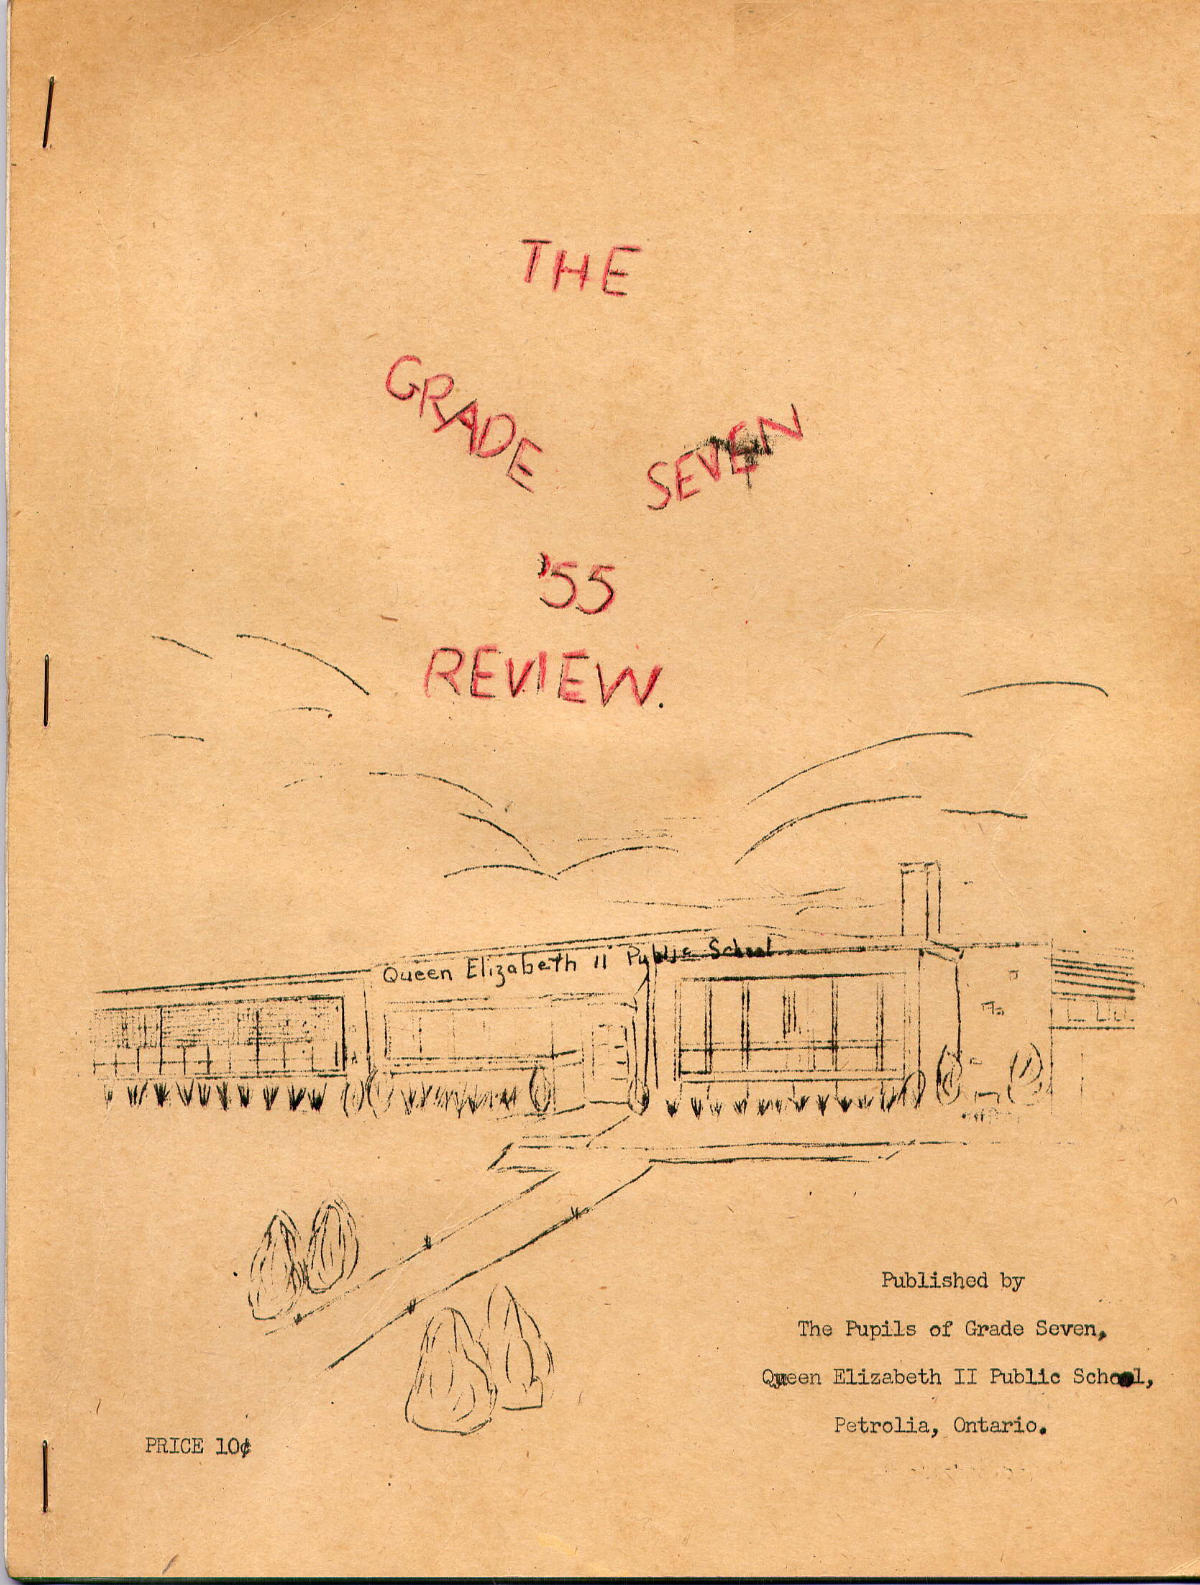 THE
GRADE SEVEN
'55
REVIEW.
Queen Elizabeth II Public School
Published by
The Pupils of Grade Seven,
Queen Elizabeth II Public School,
Petrolia, Ontario.
PRICE 10¢